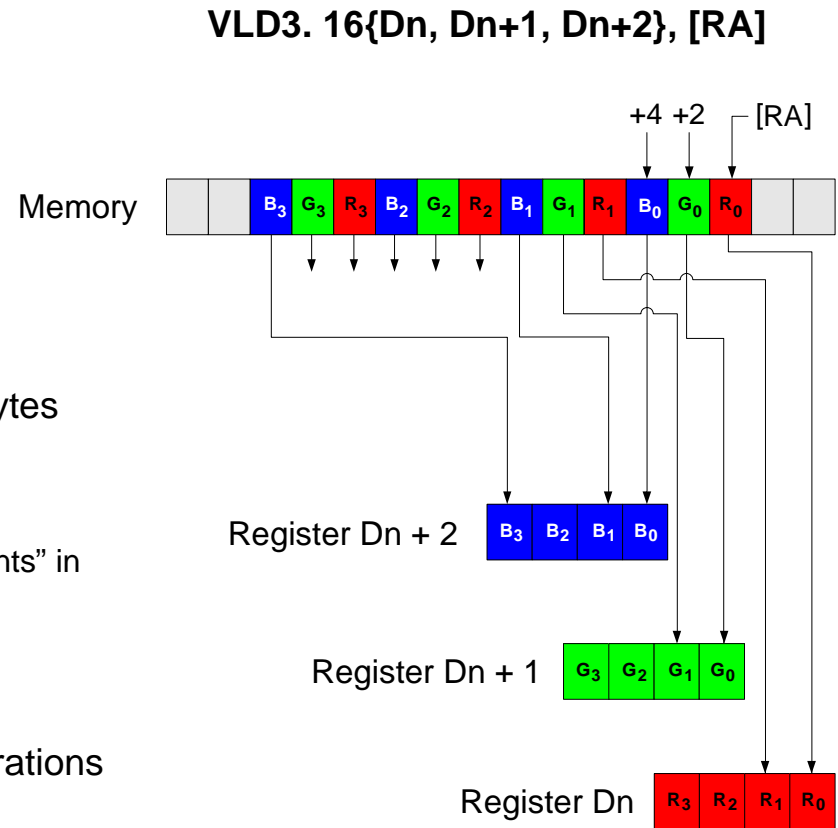 VLD3. 16{Dn, Dn+1, Dn+2}, [RA]
+4 +2 [RA]
Memory B3 G3 R3 B2 G2 R2 B1 G1 R1 B0 G0 R0
ytes
Register Dn + 2 B3 B2 B1 B0
nts” in
Register Dn + 1 G3 G2 G1 G0
rations
Register Dn R3 R2 R1 R0